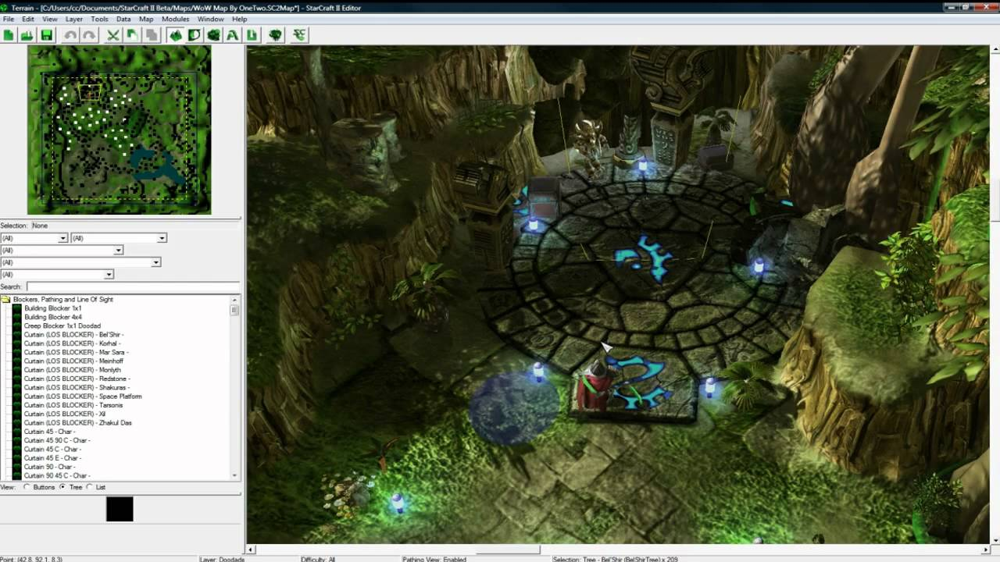 Terrain - [C:/Users/cc/Documents/StarCraft II Beta/Maps/WoW Map By OneTwo.SC2Map*] - StarCraft II Editor
File Edit View Layer Tools Data Map Modules Window Help
Selection: None
(All) (All)
(All)
(All)
(All)
Search:
Blockers, Pathing and Line Of Sight
Building Blocker 1x1
Building Blocker 4x4
Creep Blocker 1x1 Doodad
Curtain (LOS BLOCKER) - Bel'Shir -
Curtain (LOS BLOCKER) - Korhal -
Curtain (LOS BLOCKER) - Mar Sara -
Curtain (LOS BLOCKER) - Meinhoff
Curtain (LOS BLOCKER) - Monlyth
Curtain (LOS BLOCKER) - Redstone -
Curtain (LOS BLOCKER) - Shakuras -
Curtain (LOS BLOCKER) - Space Platform
Curtain (LOS BLOCKER) - Tarsonis
Curtain (LOS BLOCKER) - Xil
Curtain (LOS BLOCKER) - Zhakul Das
Curtain 45 - Char -
Curtain 45 90 C - Char -
Curtain 45 C - Char -
Curtain 45 E - Char -
Curtain 90 - Char -
Curtain 90 45 C - Char -
View: Buttons Tree List
Point: (42.8, 92.1, 8.3) Layer: Doodads Difficulty: All Pathing View: Enabled Selection: Tree - Bel'Shir (BelShirTree) x 209